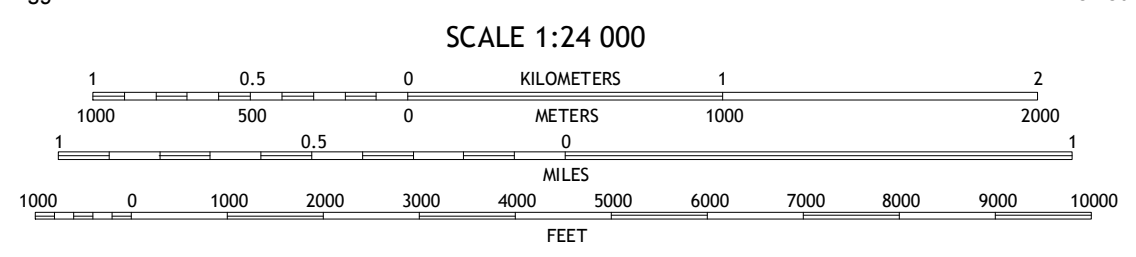 SCALE 1:24 000
1 0.5 0 KILOMETERS 1 2
1000 500 0 METERS 1000 2000
1 0.5 0 1
MILES
1000 0 1000 2000 3000 4000 5000 6000 7000 8000 9000 10000
FEET